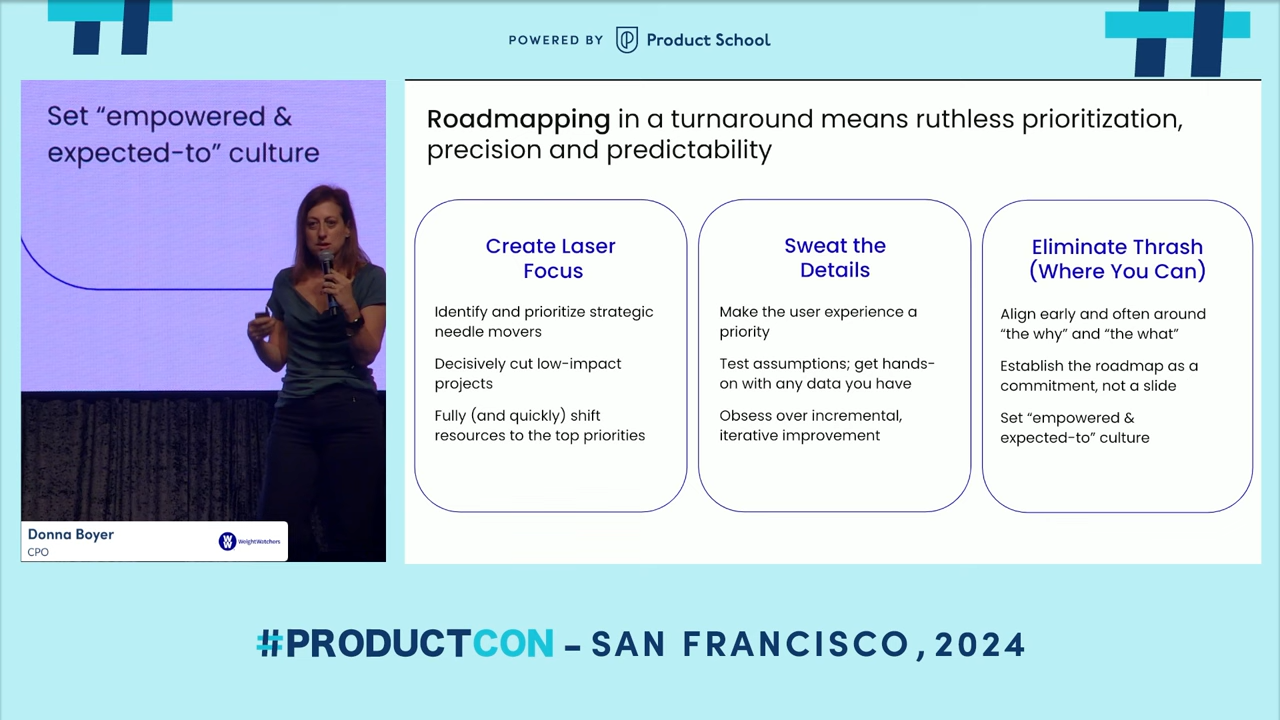 POWERED BY Product School
Set “empowered &
expected-to” culture
Donna Boyer
CPO
WW WeightWatchers
Roadmapping in a turnaround means ruthless prioritization,
precision and predictability
Create Laser
Focus
Identify and prioritize strategic
needle movers
Decisively cut low-impact
projects
Fully (and quickly) shift
resources to the top priorities
Sweat the
Details
Make the user experience a
priority
Test assumptions; get hands-
on with any data you have
Obsess over incremental,
iterative improvement
Eliminate Thrash
(Where You Can)
Align early and often around
“the why” and “the what”
Establish the roadmap as a
commitment, not a slide
Set “empowered &
expected-to” culture
#PRODUCTCON – SAN FRANCISCO, 2024